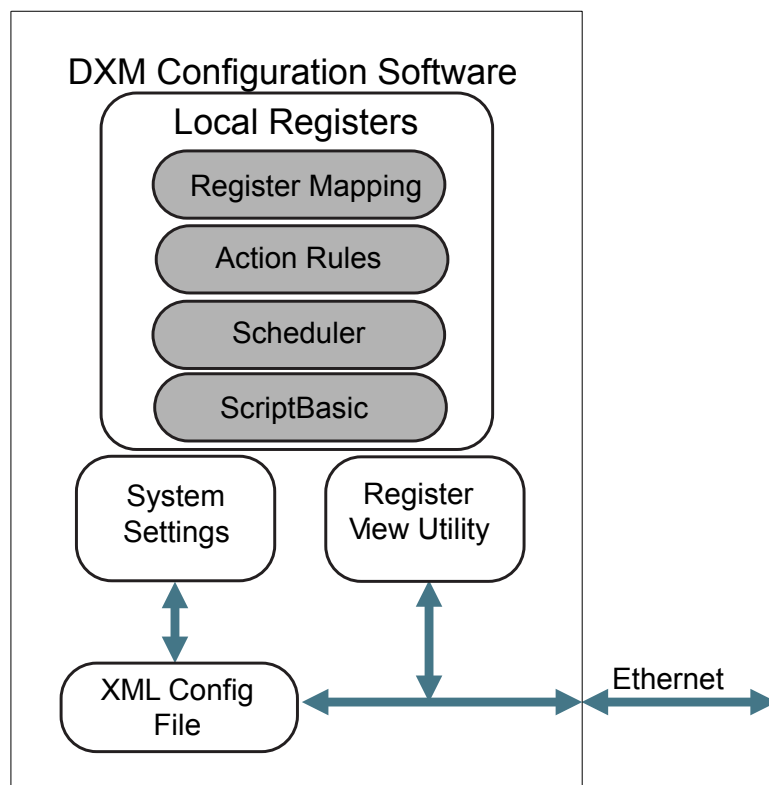 DXM Configuration Software
Local Registers
Register Mapping
Action Rules
Scheduler
ScriptBasic
System
Settings
Register
View Utility
XML Config
File
Ethernet